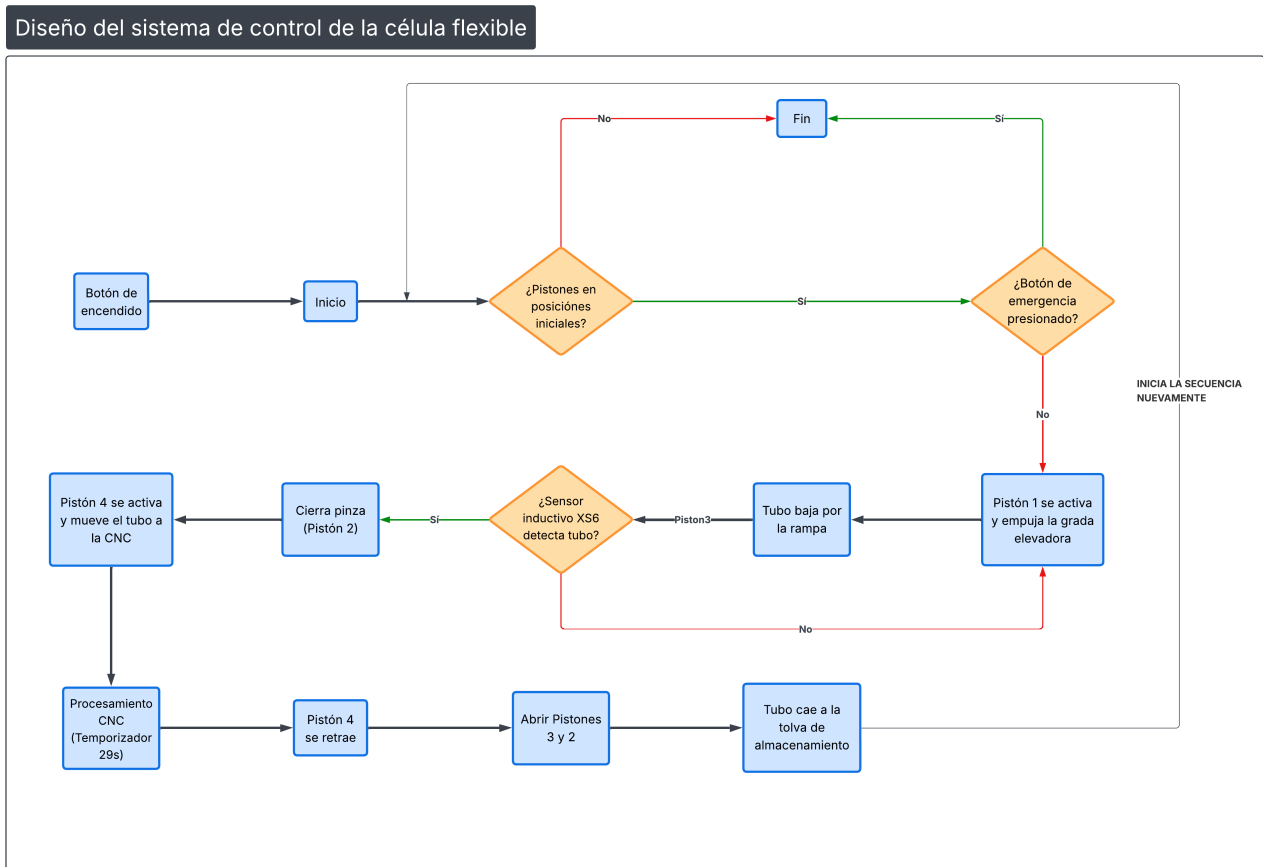 Diseño del sistema de control de la célula flexible
No
Fin
Sí
Botón de
encendido
Inicio
¿Pistones en
posiciónes
iniciales?
Sí
¿Botón de
emergencia
presionado?
INICIA LA SECUENCIA
NUEVAMENTE
No
Pistón 4 se activa
y mueve el tubo a
la CNC
Cierra pinza
(Pistón 2)
Sí
¿Sensor
inductivo XS6
detecta tubo?
Piston3
Tubo baja por
la rampa
Pistón 1 se activa
y empuja la grada
elevadora
No
Procesamiento
CNC
(Temporizador
29s)
Pistón 4
se retrae
Abrir Pistones
3 y 2
Tubo cae a la
tolva de
almacenamiento